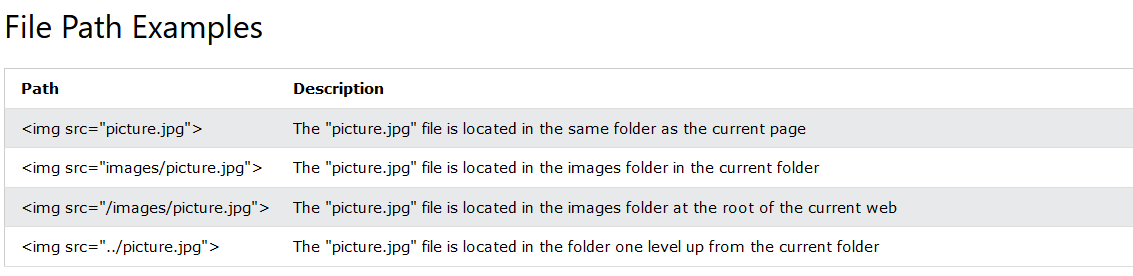 File Path Examples
Path Description
<img src="picture.jpg"> The "picture.jpg" file is located in the same folder as the current page
<img src="images/picture.jpg"> The "picture.jpg" file is located in the images folder in the current folder
<img src="/images/picture.jpg"> The "picture.jpg" file is located in the images folder at the root of the current web
<img src="../picture.jpg"> The "picture.jpg" file is located in the folder one level up from the current folder